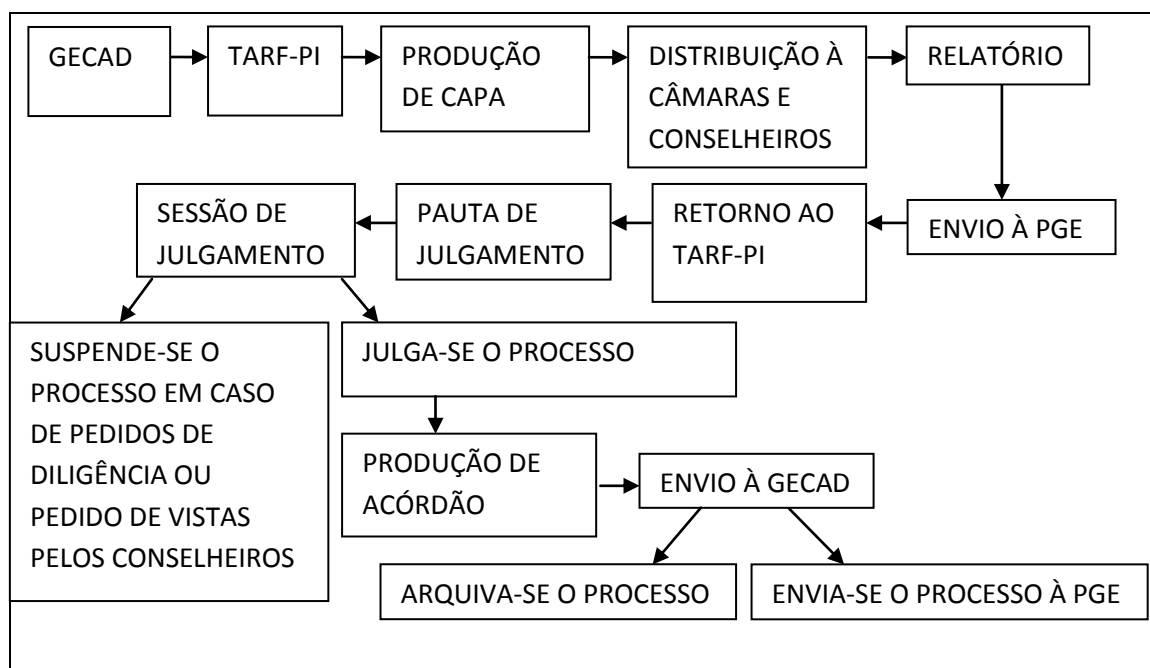 GECAD
TARF-PI
PRODUÇÃO
DE CAPA
DISTRIBUIÇÃO À
CÂMARAS E
CONSELHEIROS
RELATÓRIO
ENVIO À PGE
RETORNO AO
TARF-PI
PAUTA DE
JULGAMENTO
SESSÃO DE
JULGAMENTO
SUSPENDE-SE O
PROCESSO EM CASO
DE PEDIDOS DE
DILIGÊNCIA OU
PEDIDO DE VISTAS
PELOS CONSELHEIROS
JULGA-SE O PROCESSO
PRODUÇÃO DE
ACÓRDÃO
ENVIO À GECAD
ARQUIVA-SE O PROCESSO
ENVIA-SE O PROCESSO À PGE